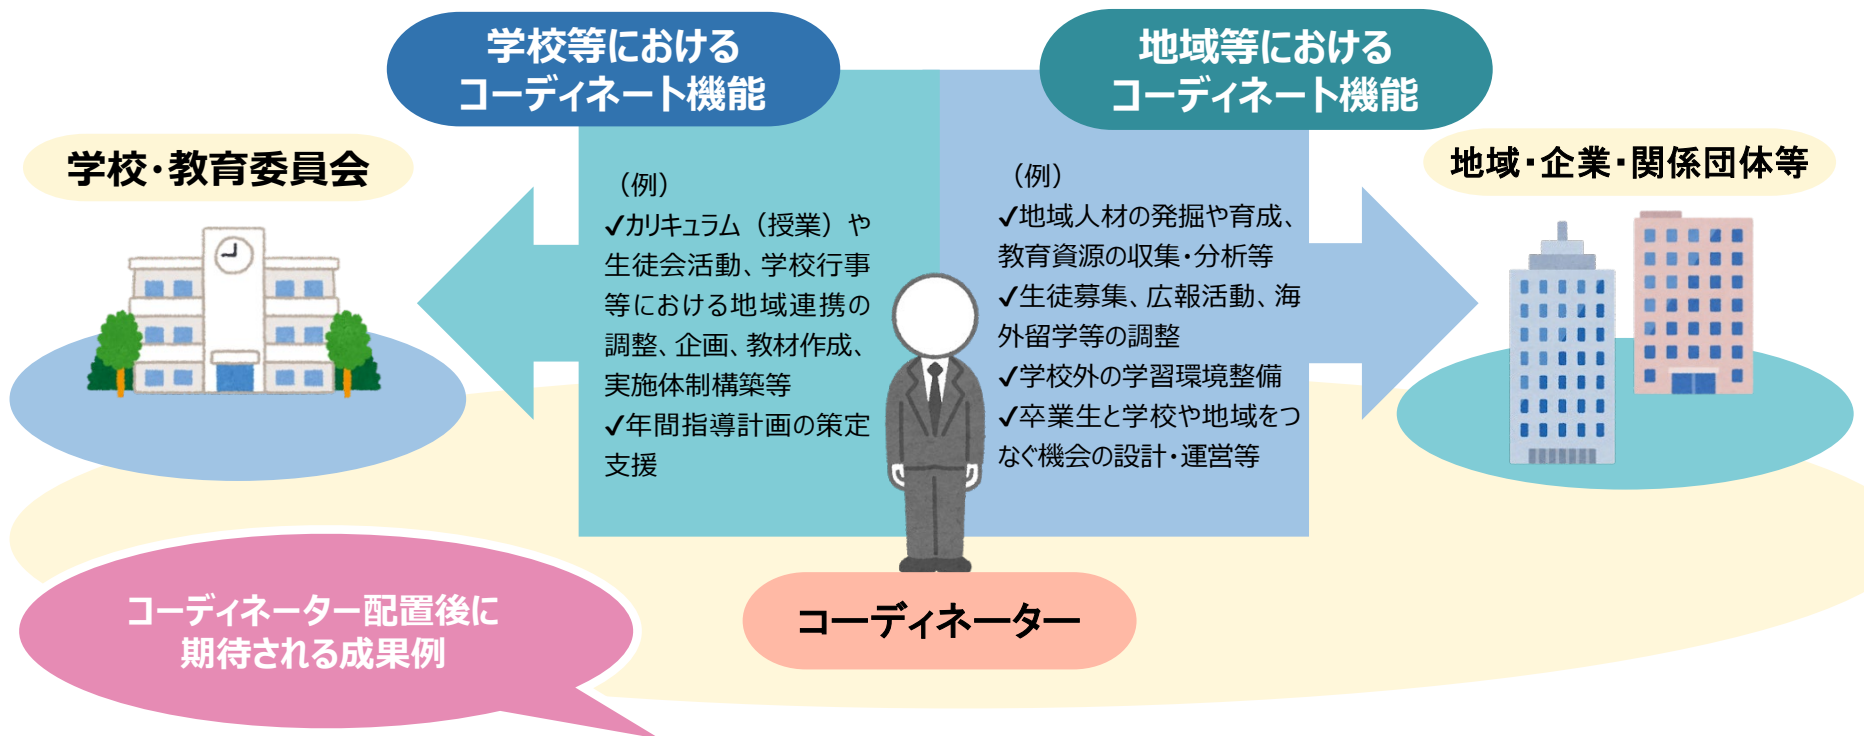 学校等における
コーディネート機能
地域等における
コーディネート機能
学校・教育委員会
地域・企業・関係団体等
（例）
✓カリキュラム（授業）や
生徒会活動、学校行事
等における地域連携の
調整、企画、教材作成、
実施体制構築等
✓年間指導計画の策定
支援
（例）
✓地域人材の発掘や育成、
教育資源の収集・分析等
✓生徒募集、広報活動、海
外留学等の調整
✓学校外の学習環境整備
✓卒業生と学校や地域をつ
なぐ機会の設計・運営等
コーディネーター
コーディネーター配置後に
期待される成果例